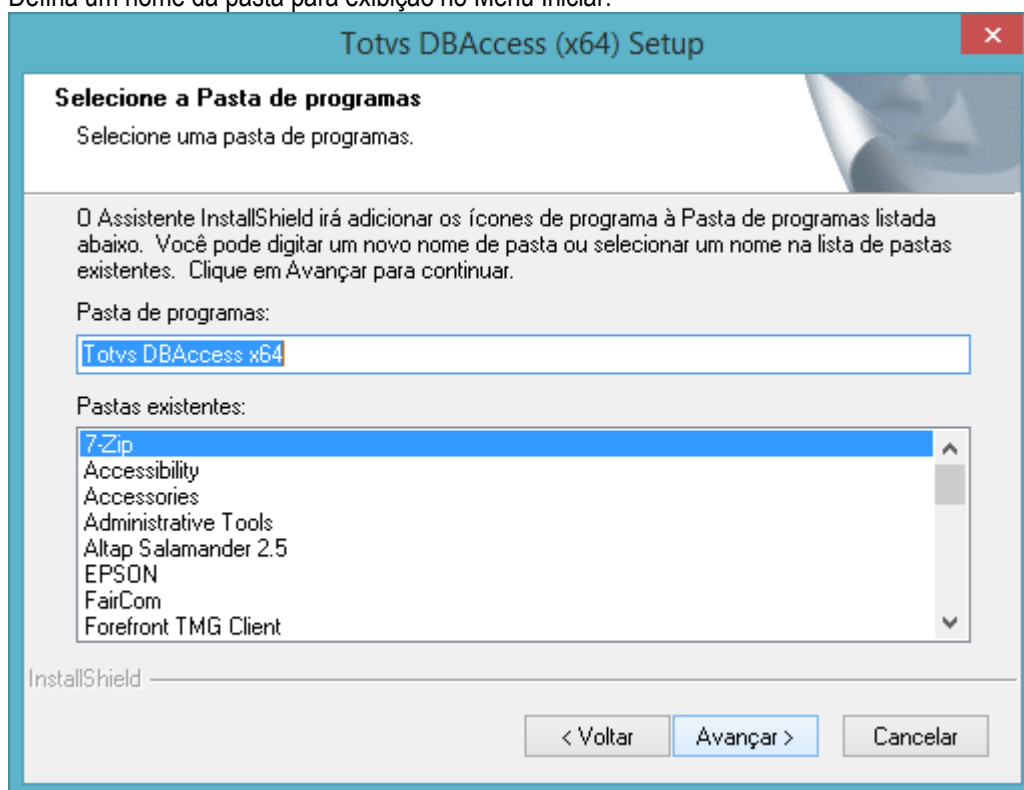 Defina um nome da pasta para exibição no Menu Iniciar.
Totvs DBAccess (x64) Setup
Selecione a Pasta de programas
Selecione uma pasta de programas.
O Assistente InstallShield irá adicionar os ícones de programa à Pasta de programas listada
abaixo. Você pode digitar um novo nome de pasta ou selecionar um nome na lista de pastas
existentes. Clique em Avançar para continuar.
Pasta de programas:
Totvs DBAccess x64
Pastas existentes:
7-Zip
Accessibility
Accessories
Administrative Tools
Altap Salamander 2.5
EPSON
FairCom
Forefront TMG Client
InstallShield
< Voltar
Avançar >
Cancelar